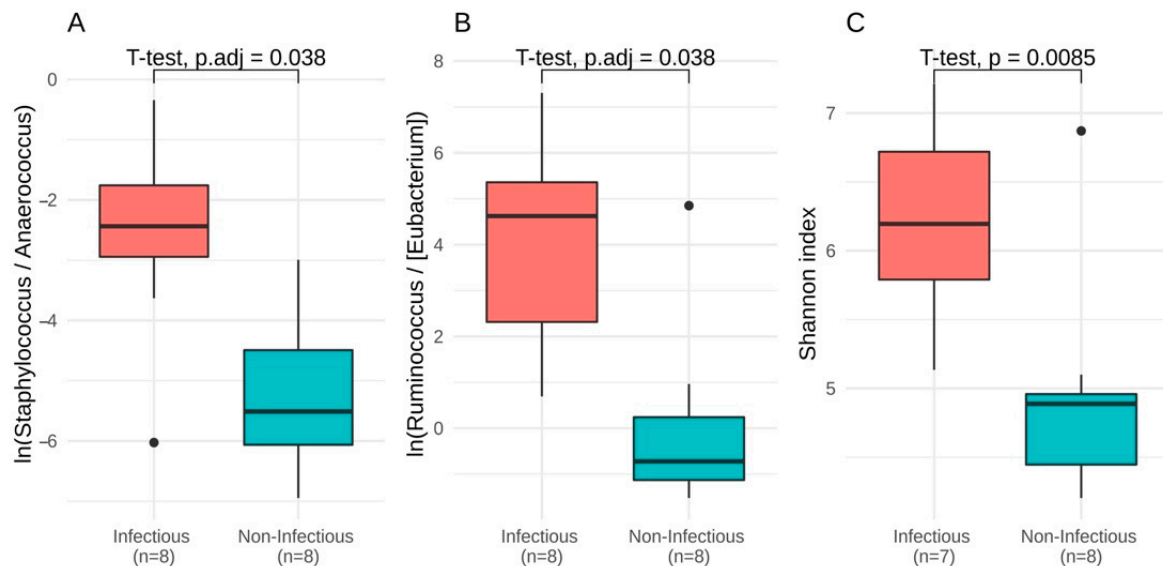 A
T-test, p.adj = 0.038
0
−2
−4
−6
ln(Staphylococcus / Anaerococcus)
Infectious
(n=8)
Non-Infectious
(n=8)
B
T-test, p.adj = 0.038
8
6
4
2
0
ln(Ruminococcus / [Eubacterium])
Infectious
(n=8)
Non-Infectious
(n=8)
C
T-test, p = 0.0085
7
6
5
Shannon index
Infectious
(n=7)
Non-Infectious
(n=8)